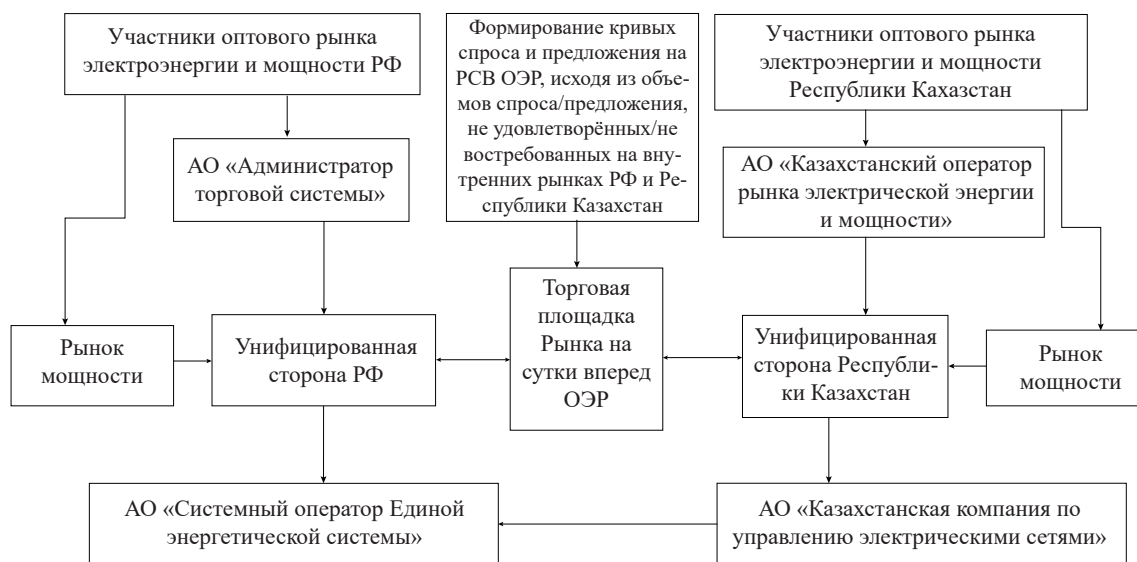 Участники оптового рынка
электроэнергии и мощности РФ
Формирование кривых
спроса и предложения на
РСВ ОЭР, исходя из объе-
мов спроса/предложения,
не удовлетворённых/не
востребованных на вну-
тренних рынках РФ и Ре-
спублики Казахстан
Участники оптового рынка
электроэнергии и мощности
Республики Кахазстан
АО «Администратор
торговой системы»
АО «Казахстанский оператор
рынка электрической энергии
и мощности»
Рынок
мощности
Унифицированная
сторона РФ
Торговая
площадка
Рынка на
сутки вперед
ОЭР
Унифицированная
сторона Республи-
ки Казахстан
Рынок
мощности
АО «Системный оператор Единой
энергетической системы»
АО «Казахстанская компания по
управлению электрическими сетями»